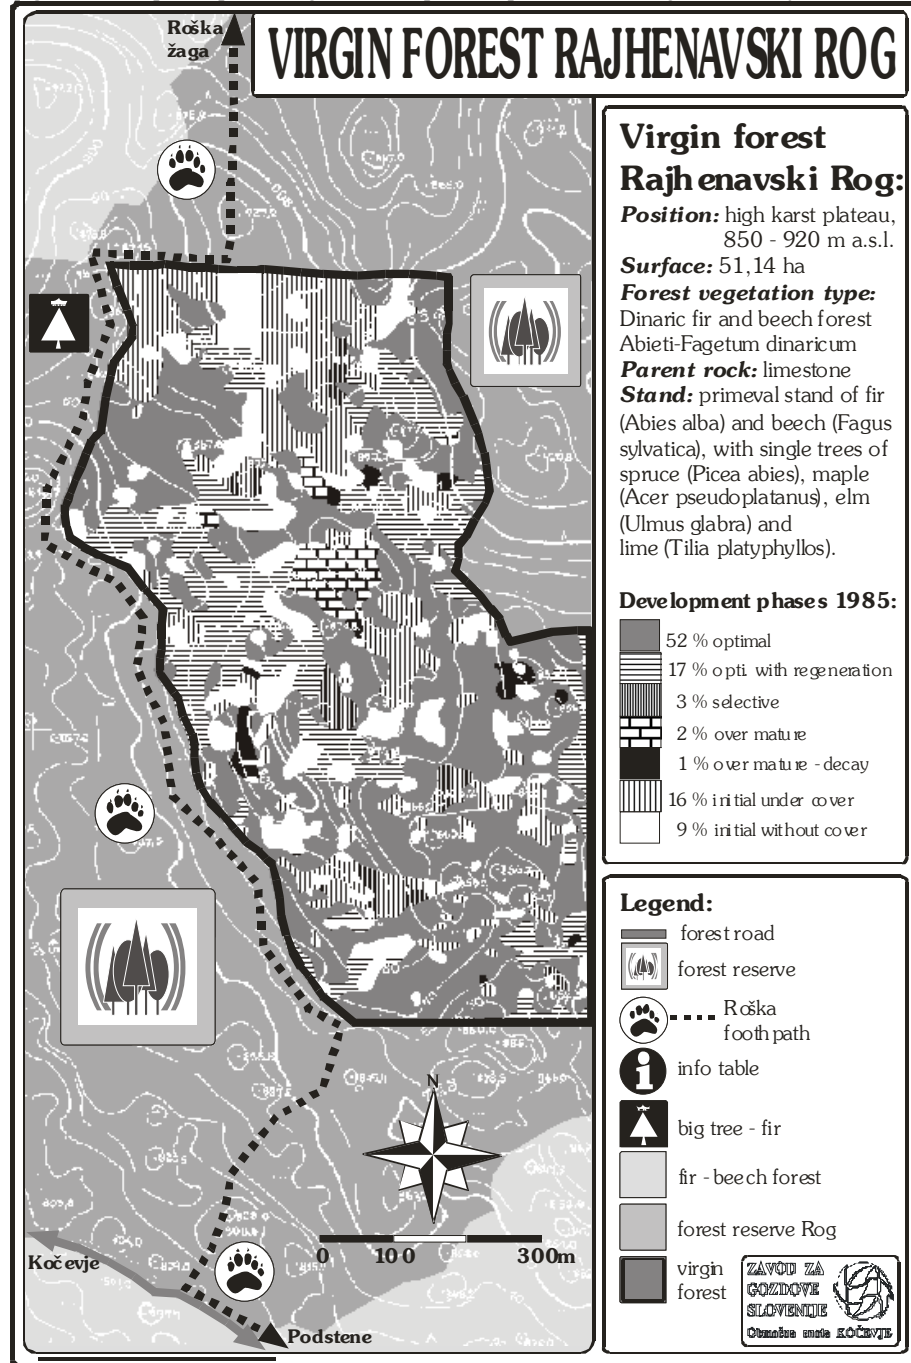 VIRGIN FOREST RAJHENAVSKI ROG
Roška
žaga
Virgin forest
Rajhenavski Rog:
Position: high karst plateau,
850 - 920 m a.s.l.
Surface: 51,14 ha
Forest vegetation type:
Dinaric fir and beech forest
Abieti-Fagetum dinaricum
Parent rock: limestone
Stand: primeval stand of fir
(Abies alba) and beech (Fagus
sylvatica), with single trees of
spruce (Picea abies), maple
(Acer pseudoplatanus), elm
(Ulmus glabra) and
lime (Tilia platyphyllos).
Development phases 1985:
52 % optimal
17 % opti. with regeneration
3 % selective
2 % over mature
1 % over mature - decay
16 % initial under cover
9 % initial without cover
Legend:
forest road
forest reserve
Roška
footh path
i info table
big tree - fir
fir - beech forest
forest reserve Rog
virgin
forest
ZAVOD ZA
GOZDOVE
SLOVENIJE
Območna enota KOČEVJE
N
0 100 300m
Kočevje
Podstene